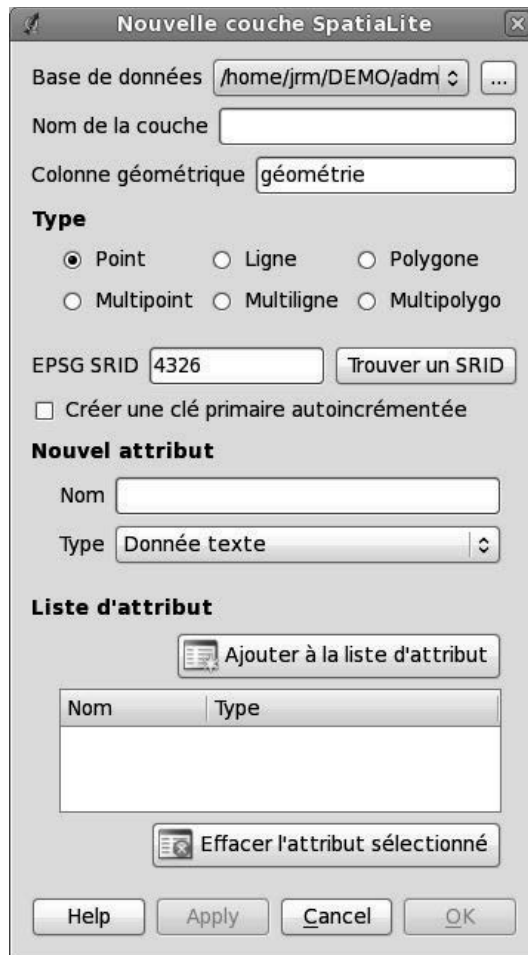 Nouvelle couche SpatiaLite
Base de données /home/jrm/DEMO/adm ...
Nom de la couche
Colonne géométrique géométrie
Type
Point Ligne Polygone
Multipoint Multiligne Multipolygo
EPSG SRID 4326 Trouver un SRID
Créer une clé primaire autoincrémentée
Nouvel attribut
Nom
Type Donnée texte
Liste d'attribut
Ajouter à la liste d'attribut
Nom Type
Effacer l'attribut sélectionné
Help Apply Cancel OK